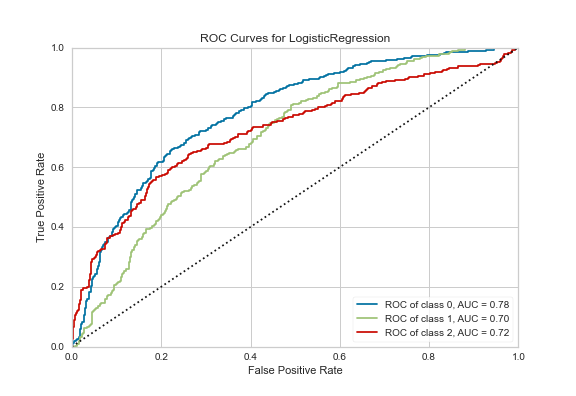 ROC Curves for LogisticRegression
1.0
0.8
0.6
0.4
0.2
0.0
True Positive Rate
ROC of class 0, AUC = 0.78
ROC of class 1, AUC = 0.70
ROC of class 2, AUC = 0.72
0.0 0.2 0.4 0.6 0.8 1.0
False Positive Rate